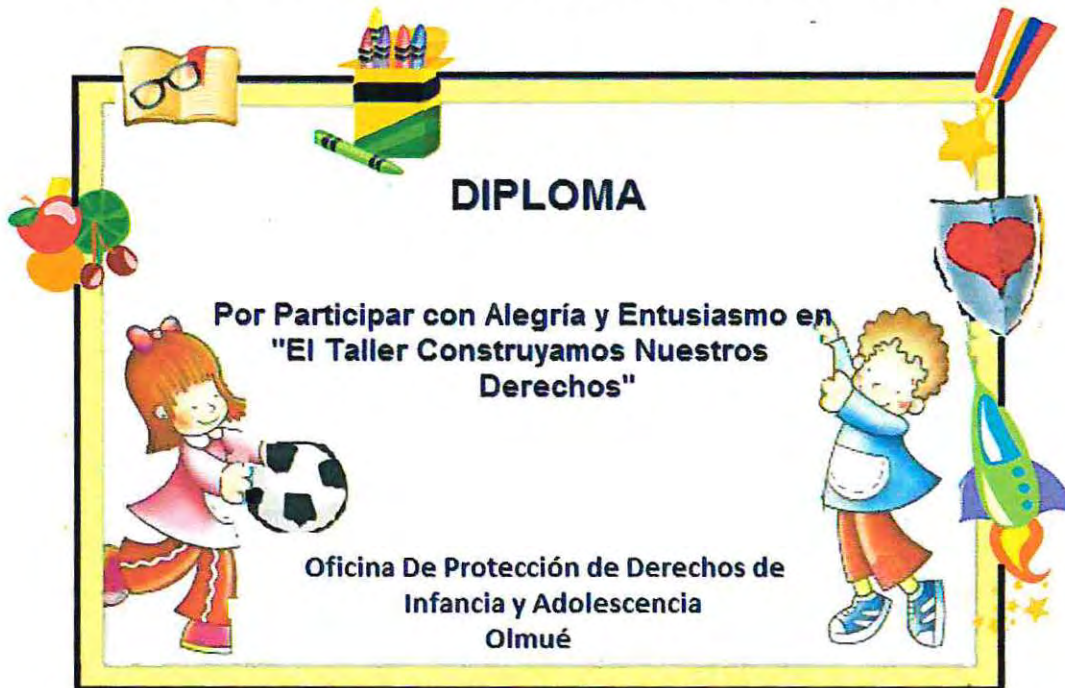 DIPLOMA
Por Participar con Alegría y Entusiasmo en
"El Taller Construyamos Nuestros
Derechos"
Oficina De Protección de Derechos de
Infancia y Adolescencia
Olmué